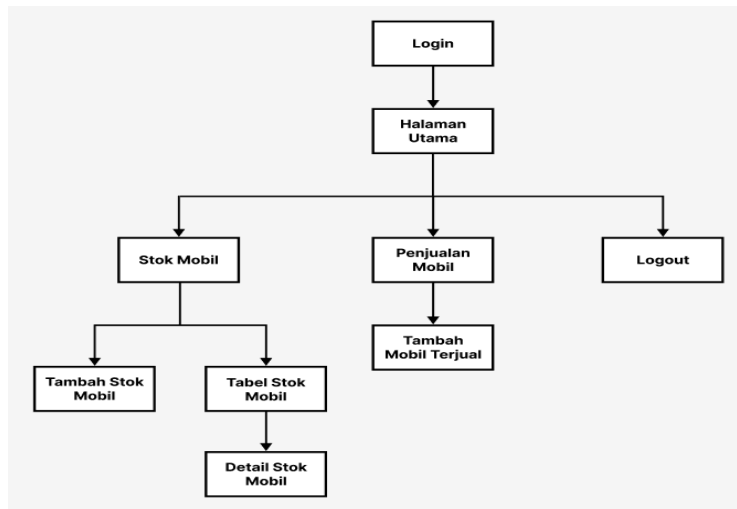 Login
Halaman
Utama
Stok Mobil
Penjualan
Mobil
Logout
Tambah
Mobil Terjual
Tambah Stok
Mobil
Tabel Stok
Mobil
Detail Stok
Mobil